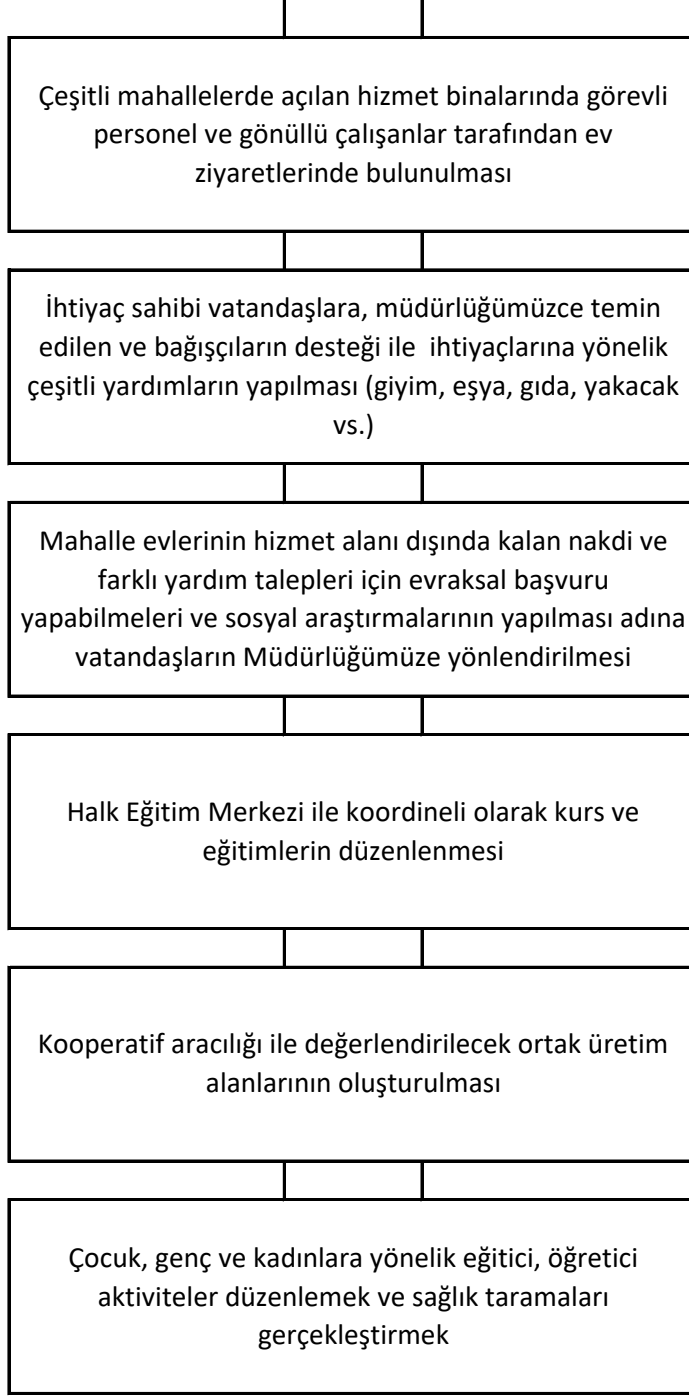 Çeşitli mahallelerde açılan hizmet binalarında görevli
personel ve gönüllü çalışanlar tarafından ev
ziyaretlerinde bulunulması
İhtiyaç sahibi vatandaşlara, müdürlüğümüzce temin
edilen ve bağışçıların desteği ile ihtiyaçlarına yönelik
çeşitli yardımların yapılması (giyim, eşya, gıda, yakacak
vs.)
Mahalle evlerinin hizmet alanı dışında kalan nakdi ve
farklı yardım talepleri için evraksal başvuru
yapabilmeleri ve sosyal araştırmalarının yapılması adına
vatandaşların Müdürlüğümüze yönlendirilmesi
Halk Eğitim Merkezi ile koordineli olarak kurs ve
eğitimlerin düzenlenmesi
Kooperatif aracılığı ile değerlendirilecek ortak üretim
alanlarının oluşturulması
Çocuk, genç ve kadınlara yönelik eğitici, öğretici
aktiviteler düzenlemek ve sağlık taramaları
gerçekleştirmek